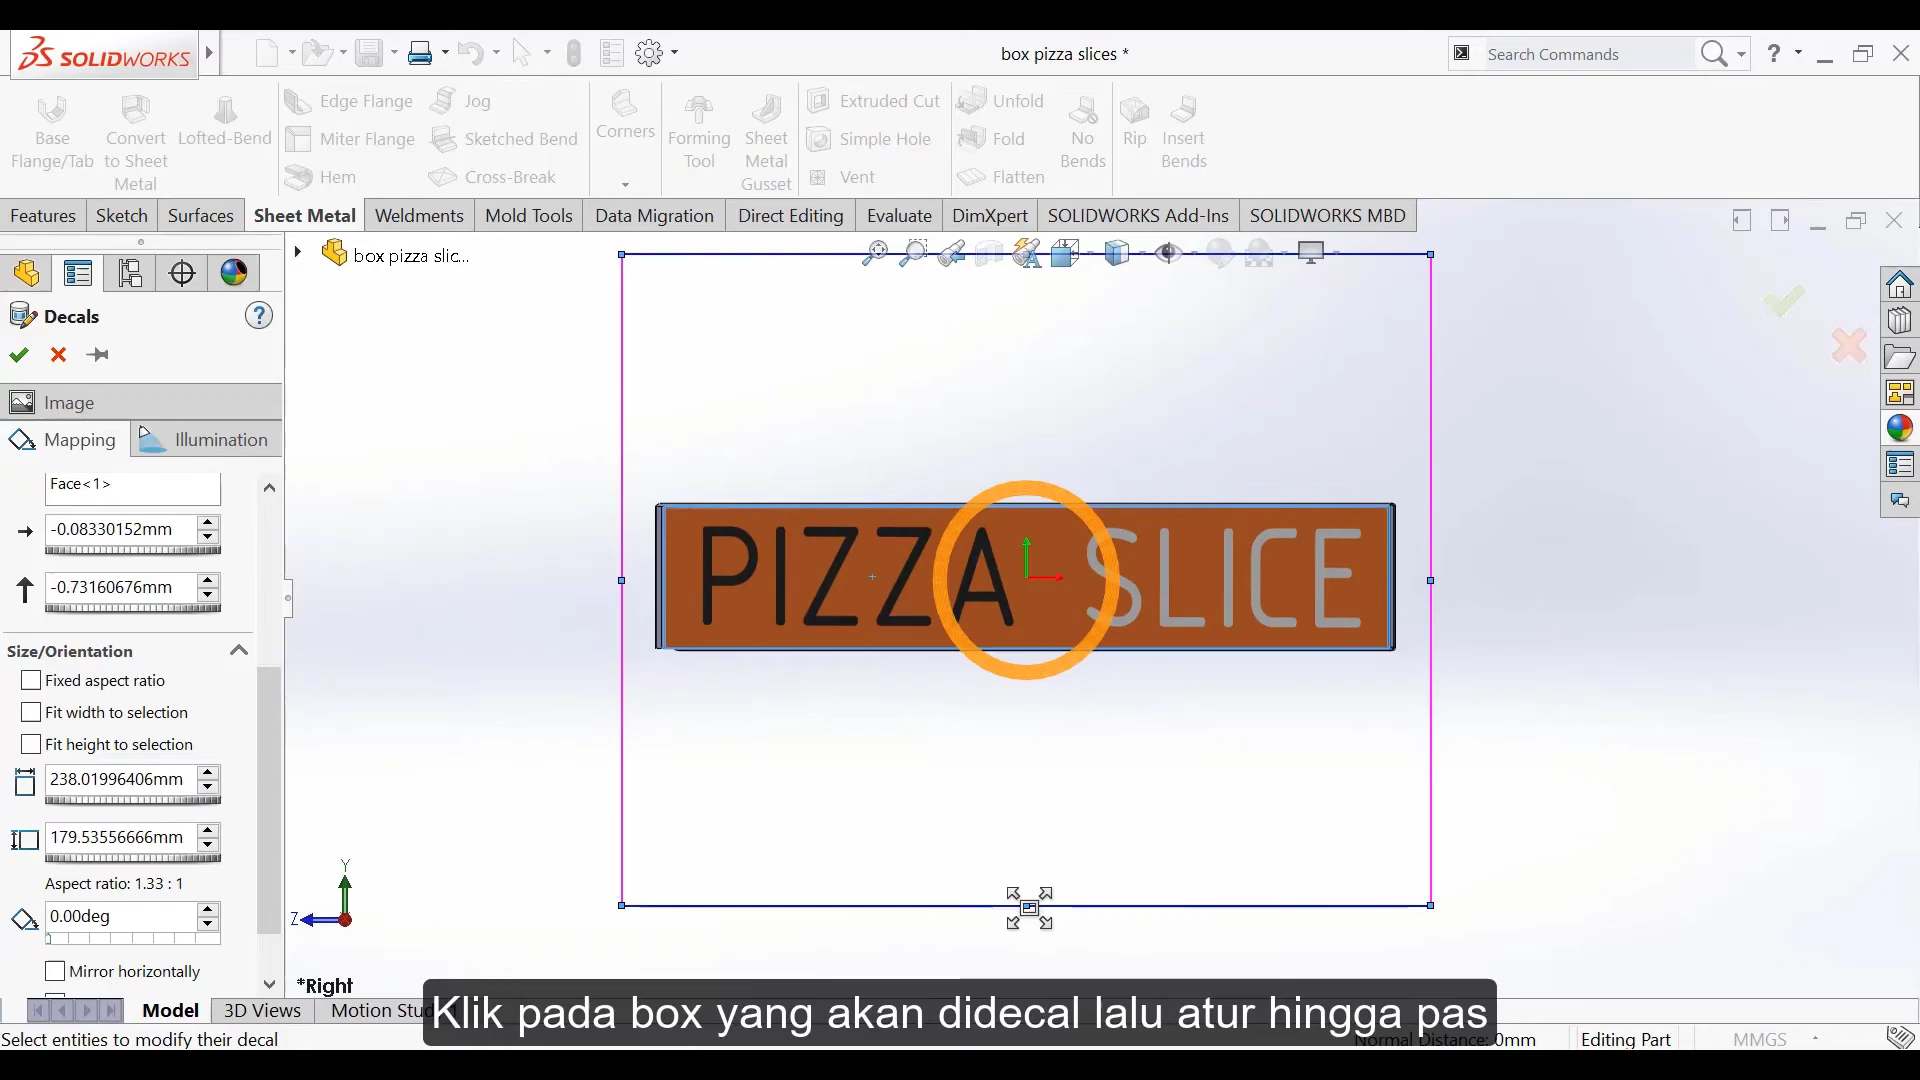 SOLIDWORKS
box pizza slices *
Search Commands
?
Base Flange/Tab
Convert to Sheet Metal
Lofted-Bend
Edge Flange
Miter Flange
Hem
Jog
Sketched Bend
Cross-Break
Corners
Forming Tool
Sheet Metal Gusset
Extruded Cut
Simple Hole
Vent
Unfold
Fold
Flatten
No Bends
Rip
Insert Bends
Features
Sketch
Surfaces
Sheet Metal
Weldments
Mold Tools
Data Migration
Direct Editing
Evaluate
DimXpert
SOLIDWORKS Add-Ins
SOLIDWORKS MBD
box pizza slic...
Decals
?
Image
Mapping
Illumination
Face<1>
-0.08330152mm
-0.73160676mm
Size/Orientation
Fixed aspect ratio
Fit width to selection
Fit height to selection
238.01996406mm
179.53556666mm
Aspect ratio: 1.33 : 1
0.00deg
Mirror horizontally
PIZZA SLICE
Y
Z
*Right
Model
3D Views
Klik pada box yang akan didecal lalu atur hingga pas
Select entities to modify their decal
Normal Distance: 0mm
Editing Part
MMGS